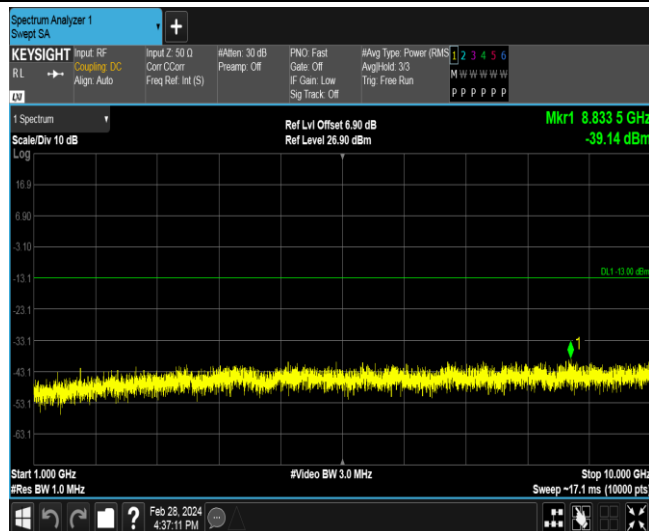 Spectrum Analyzer 1
Swept SA
+
KEYSIGHT
RL
Input: RF
Coupling: DC
Align: Auto
Input Z: 50 Ω
Corr CCorr
Freq Ref: Int (S)
#Atten: 30 dB
Preamp: Off
PNO: Fast
Gate: Off
IF Gain: Low
Sig Track: Off
#Avg Type: Power (RMS
Avg|Hold: 3/3
Trig: Free Run
1 2 3 4 5 6
M W W W W W
P P P P P P
LXI
1 Spectrum
Scale/Div 10 dB
Ref Lvl Offset 6.90 dB
Ref Level 26.90 dBm
Mkr1 8.833 5 GHz
-39.14 dBm
Log
16.9
6.90
-3.10
-13.1
DL1 -13.00 dBm
-23.1
-33.1
1
-43.1
-53.1
-63.1
Start 1.000 GHz
#Video BW 3.0 MHz
Stop 10.000 GHz
#Res BW 1.0 MHz
Sweep ~17.1 ms (10000 pts)
?
Feb 28, 2024
4:37:11 PM